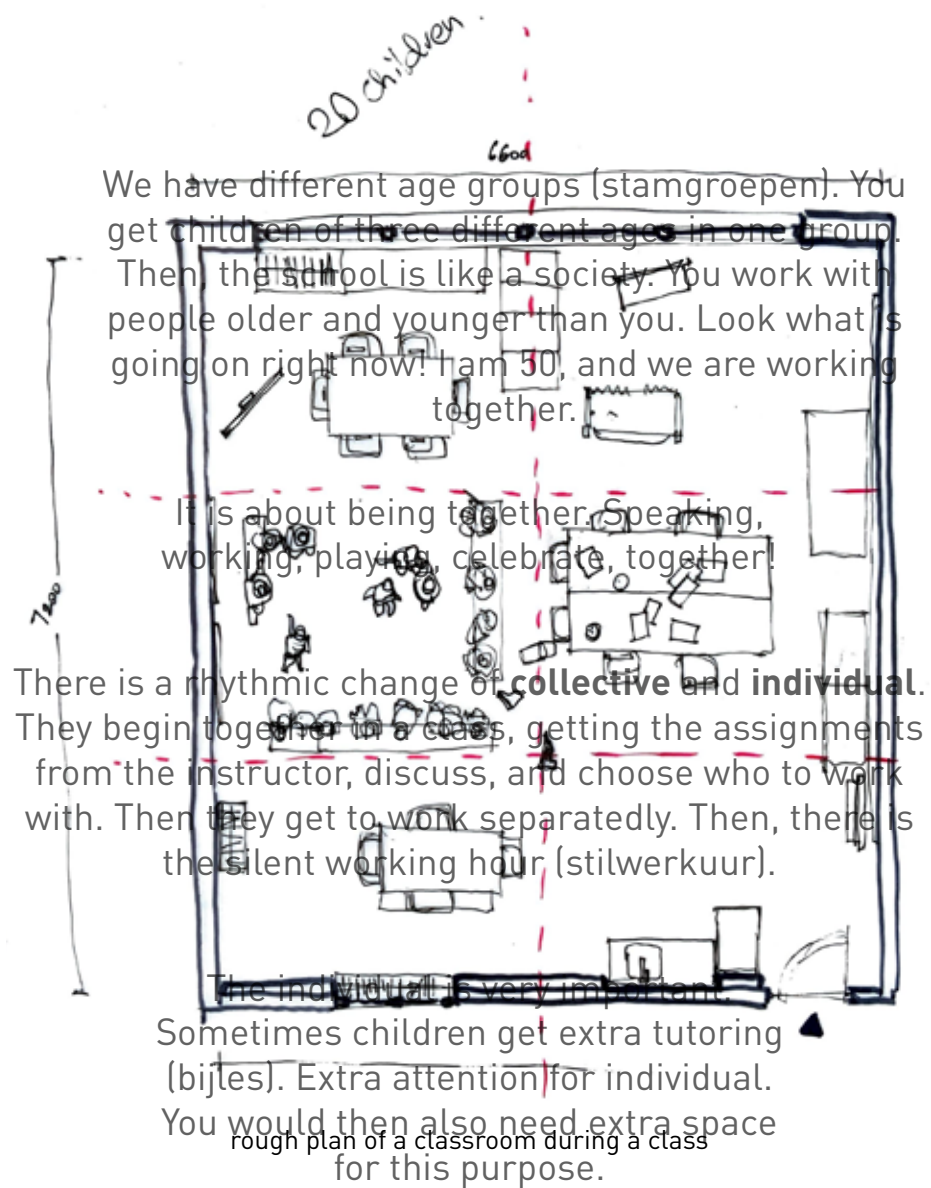 20 children.
6600
We have different age groups (stamgroepen). You
get children of three different ages in one group.
Then, the school is like a society. You work with
people older and younger than you. Look what is
going on right now! I am 50, and we are working
together.
It is about being together. Speaking,
working, playing, celebrate, together!
7200
There is a rhythmic change of collective and individual.
They begin together in a class, getting the assignments
from the instructor, discuss, and choose who to work
with. Then they get to work separatedly. Then, there is
the silent working hour (stilwerkuur).
The individual is very important.
Sometimes children get extra tutoring
(bijles). Extra attention for individual.
You would then also need extra space
rough plan of a classroom during a class
for this purpose.